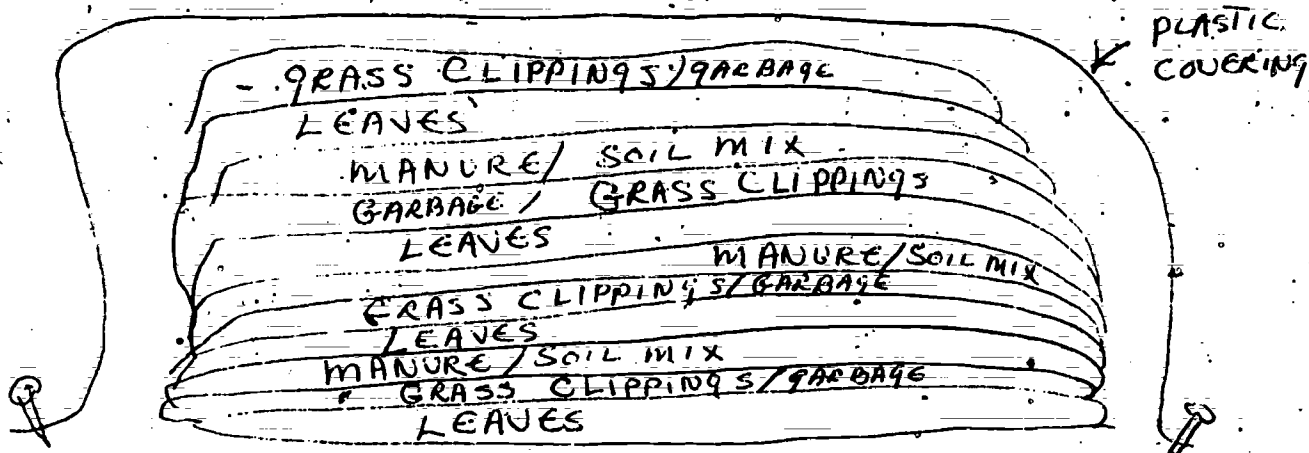 PLASTIC
COVERING
GRASS CLIPPINGS/GARBAGE
LEAVES
MANURE/ SOIL MIX
GARBAGE/ GRASS CLIPPINGS
LEAVES
MANURE/SOIL MIX
GRASS CLIPPINGS/GARBAGE
LEAVES
MANURE/SOIL MIX
GRASS CLIPPINGS/GARBAGE
LEAVES